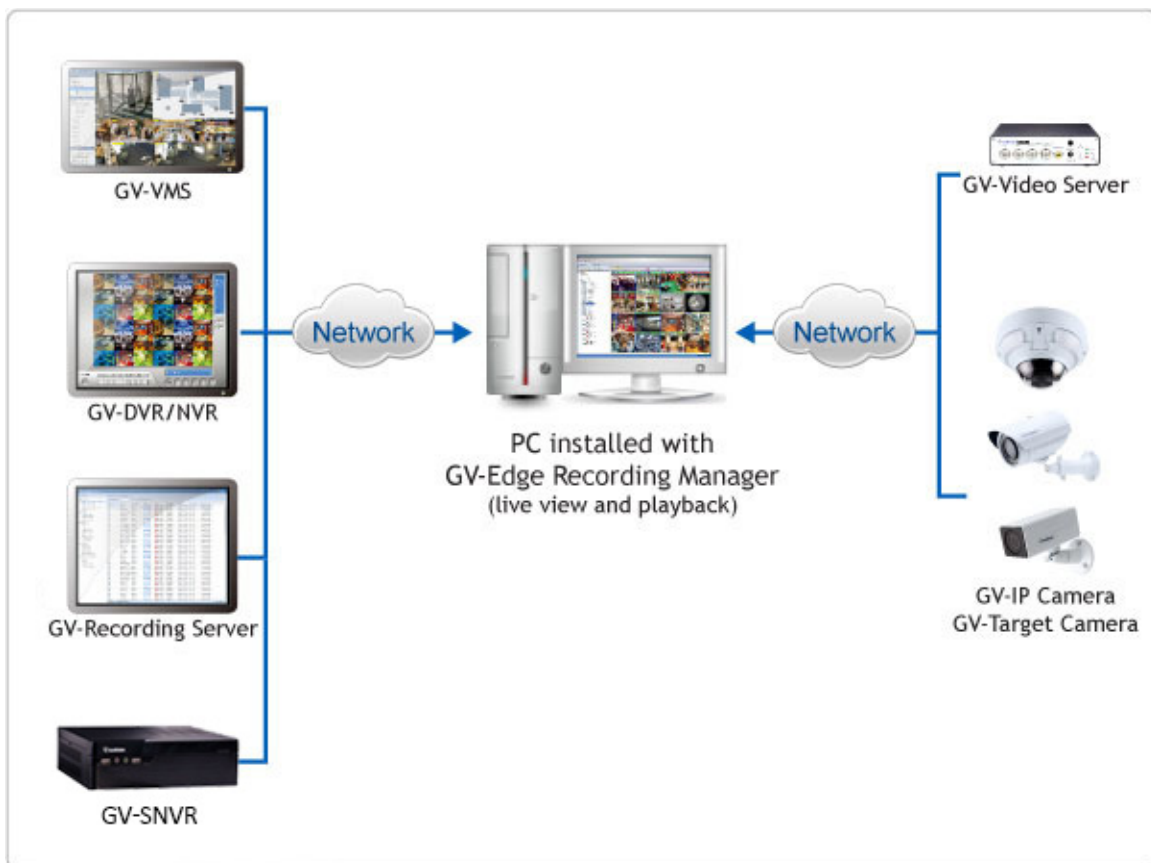 GV-VMS
GV-DVR/NVR
GV-Recording Server
GV-SNVR
Network
PC installed with
GV-Edge Recording Manager
(live view and playback)
Network
GV-Video Server
GV-IP Camera
GV-Target Camera